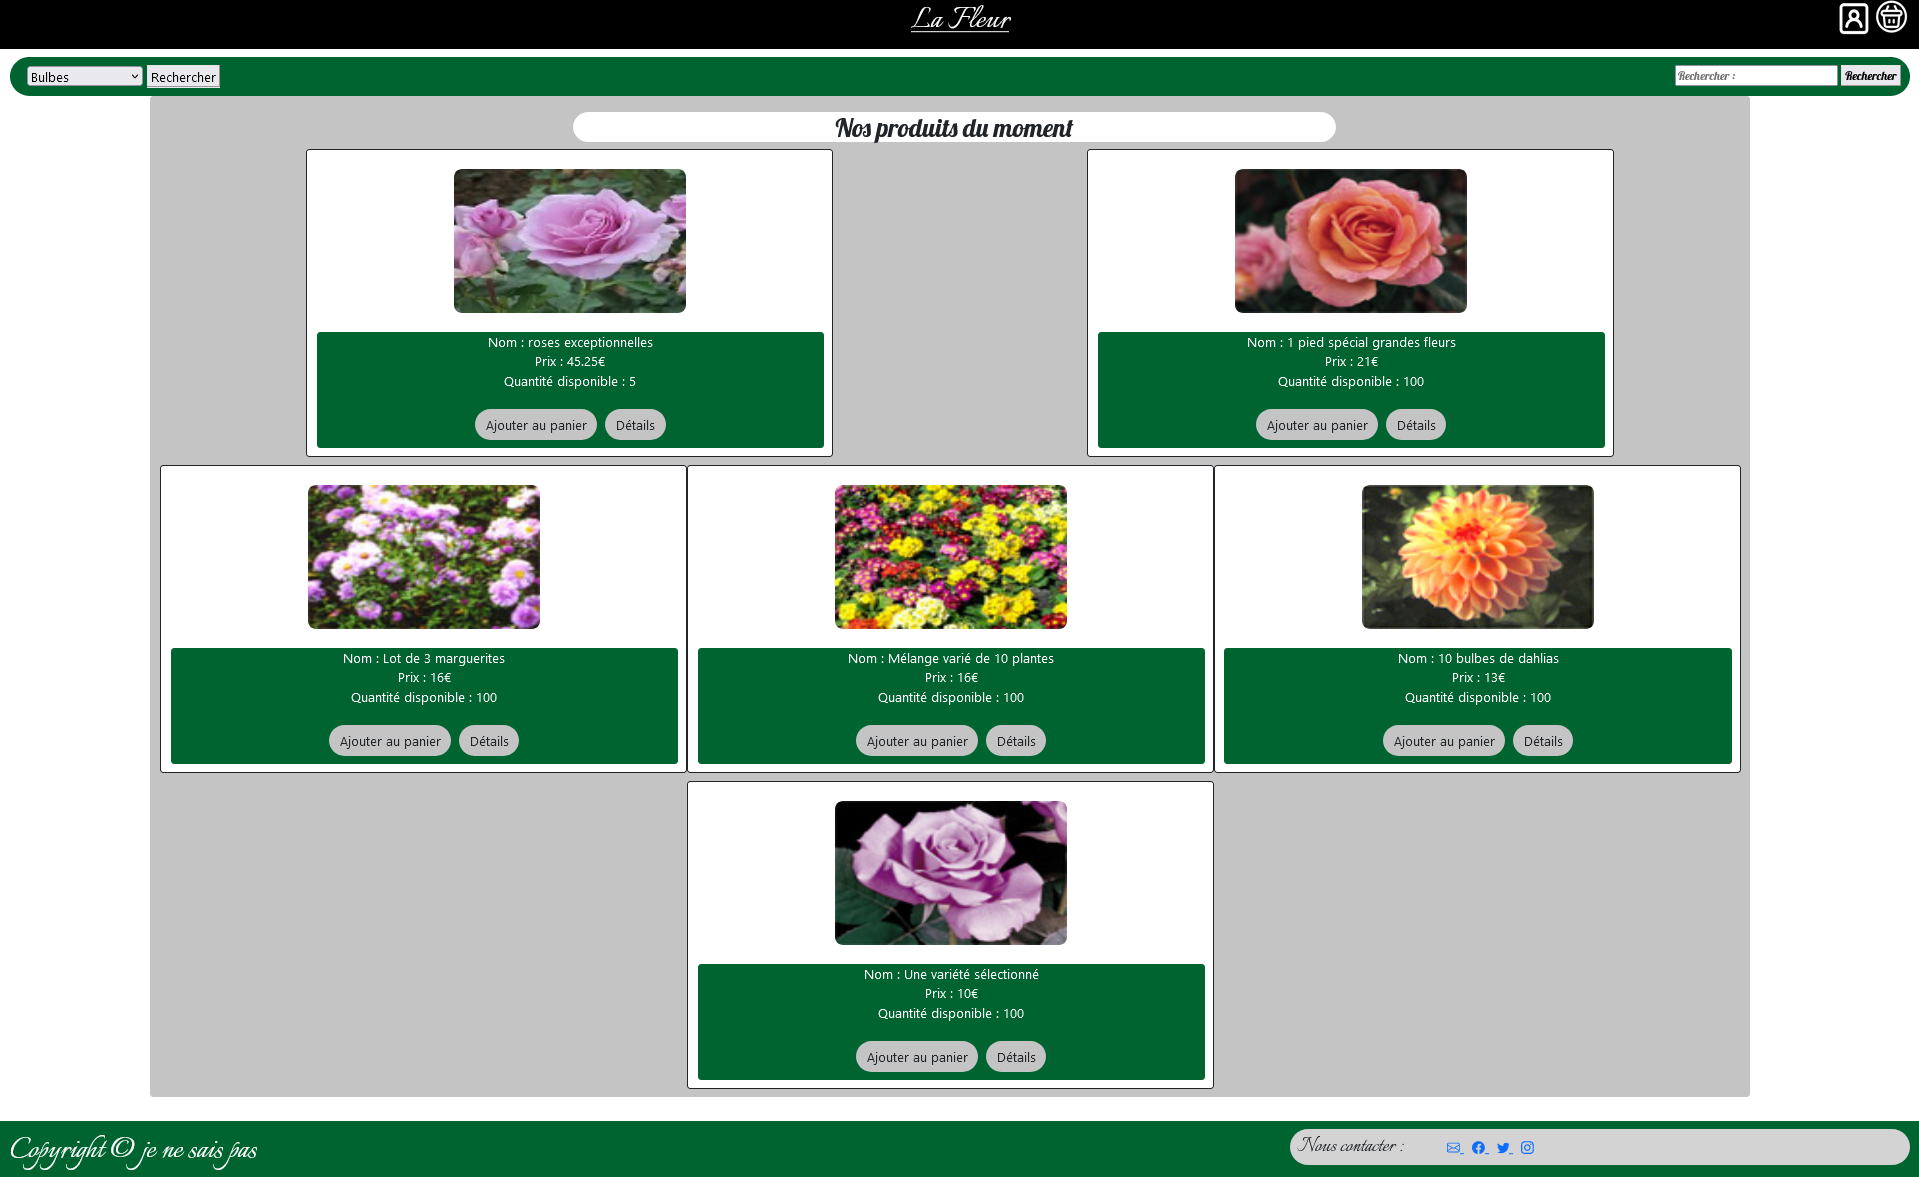 La Fleur
Bulbes Rechercher Rechercher : Rechercher
Nos produits du moment
Nom : roses exceptionnelles
Prix : 45.25€
Quantité disponible : 5
Ajouter au panier Détails
Nom : 1 pied spécial grandes fleurs
Prix : 21€
Quantité disponible : 100
Ajouter au panier Détails
Nom : Lot de 3 marguerites
Prix : 16€
Quantité disponible : 100
Ajouter au panier Détails
Nom : Mélange varié de 10 plantes
Prix : 16€
Quantité disponible : 100
Ajouter au panier Détails
Nom : 10 bulbes de dahlias
Prix : 13€
Quantité disponible : 100
Ajouter au panier Détails
Nom : Une variété sélectionné
Prix : 10€
Quantité disponible : 100
Ajouter au panier Détails
Copyright © je ne sais pas
Nous contacter :